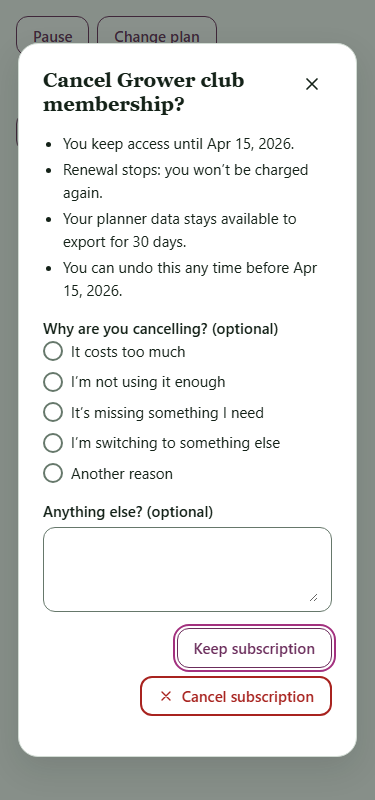 Pause
Change plan
Cancel Grower club
membership?
You keep access until Apr 15, 2026.
Renewal stops: you won’t be charged
again.
Your planner data stays available to
export for 30 days.
You can undo this any time before Apr
15, 2026.
Why are you cancelling? (optional)
It costs too much
I’m not using it enough
It’s missing something I need
I’m switching to something else
Another reason
Anything else? (optional)
Keep subscription
Cancel subscription